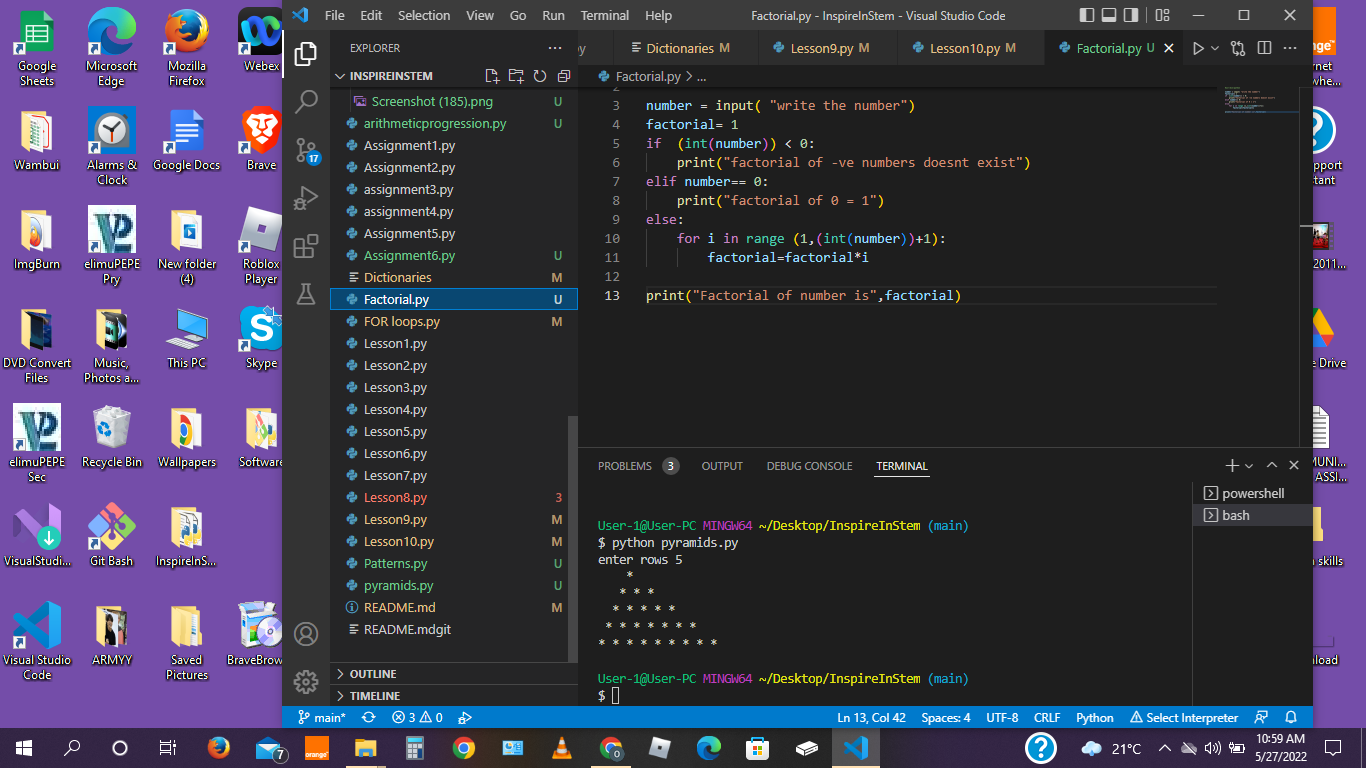 File Edit Selection View Go Run Terminal Help
Factorial.py - InspireInStem - Visual Studio Code
Google Sheets
Microsoft Edge
Mozilla Firefox
Webex
Wambui
Alarms & Clock
Google Docs
Brave
ImgBurn
elimuPEPE Pry
New folder (4)
Roblox Player
DVD Convert Files
Music, Photos a...
This PC
Skype
elimuPEPE Sec
Recycle Bin
Wallpapers
Software
VisualStudi...
Git Bash
InspireInS...
Visual Studio Code
ARMYY
Saved Pictures
BraveBrow
EXPLORER
INSPIREINSTEM
Screenshot (185).png U
arithmeticprogression.py U
Assignment1.py
Assignment2.py
assignment3.py
assignment4.py
Assignment5.py
Assignment6.py U
Dictionaries M
Factorial.py U
FOR loops.py M
Lesson1.py
Lesson2.py
Lesson3.py
Lesson4.py
Lesson5.py
Lesson6.py
Lesson7.py
Lesson8.py 3
Lesson9.py M
Lesson10.py M
Patterns.py U
pyramids.py U
README.md M
README.mdgit
OUTLINE
TIMELINE
17
Dictionaries M Lesson9.py M Lesson10.py M Factorial.py U
Factorial.py > ...
2
3 number = input( "write the number")
4 factorial= 1
5 if  (int(number)) < 0:
6     print("factorial of -ve numbers doesnt exist")
7 elif number== 0:
8     print("factorial of 0 = 1")
9 else:
10     for i in range (1,(int(number))+1):
11         factorial=factorial*i
12
13 print("Factorial of number is",factorial)
PROBLEMS 3 OUTPUT DEBUG CONSOLE TERMINAL
powershell
bash
User-1@User-PC MINGW64 ~/Desktop/InspireInStem (main)
$ python pyramids.py
enter rows 5
    *
   * * *
  * * * * *
 * * * * * * *
* * * * * * * * *
User-1@User-PC MINGW64 ~/Desktop/InspireInStem (main)
$
main* 3 0 Ln 13, Col 42 Spaces: 4 UTF-8 CRLF Python Select Interpreter
7
orange
21°C
10:59 AM
5/27/2022